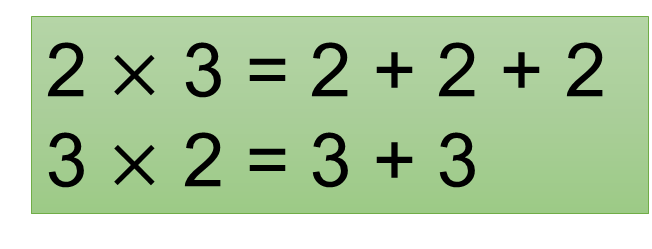 2 × 3 = 2 + 2 + 2
3 × 2 = 3 + 3